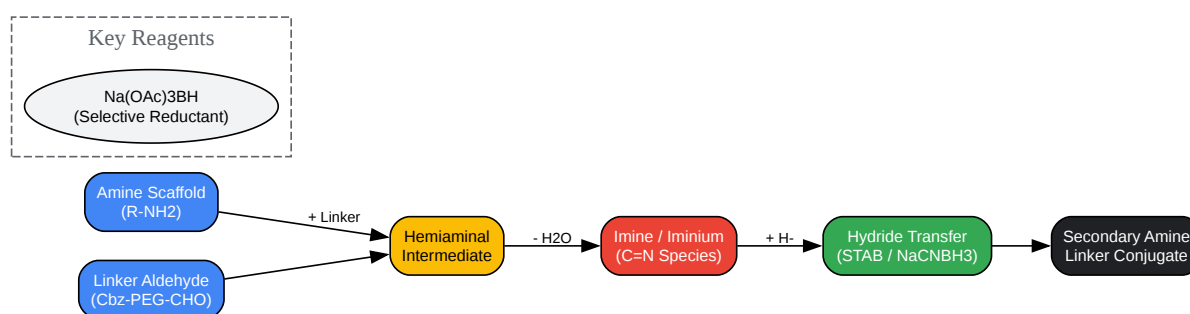 Key Reagents
Na(OAc)3BH
(Selective Reductant)
Amine Scaffold
(R-NH2)
+ Linker
Linker Aldehyde
(Cbz-PEG-CHO)
Hemiaminal
Intermediate
- H2O
Imine / Iminium
(C=N Species)
+ H-
Hydride Transfer
(STAB / NaCNBH3)
Secondary Amine
Linker Conjugate